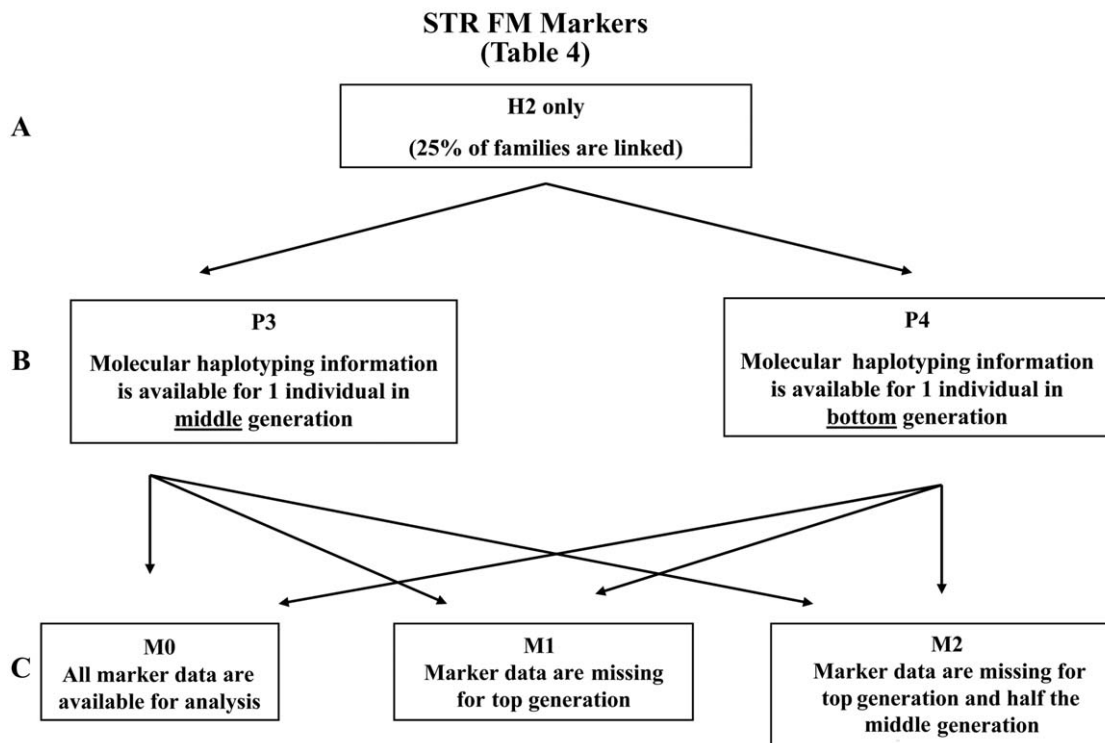 STR FM Markers
(Table 4)
A
H2 only
(25% of families are linked)
B
P3
Molecular haplotyping information
is available for 1 individual in
middle generation
P4
Molecular haplotyping information
is available for 1 individual in
bottom generation
C
M0
All marker data are
available for analysis
M1
Marker data are missing
for top generation
M2
Marker data are missing for
top generation and half the
middle generation